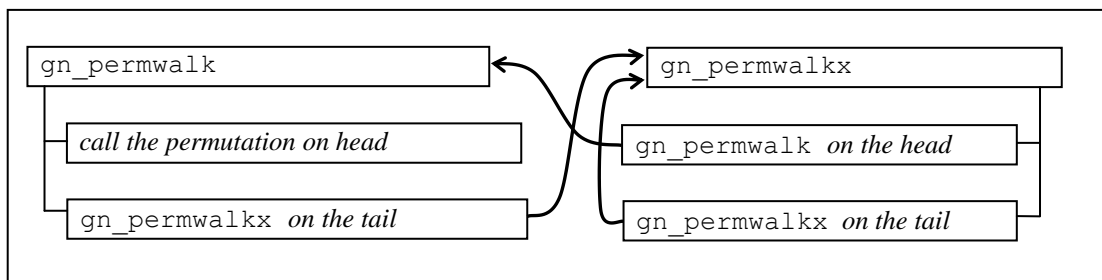 gn_permwalk
call the permutation on head
gn_permwalkx on the tail
gn_permwalkx
gn_permwalk on the head
gn_permwalkx on the tail